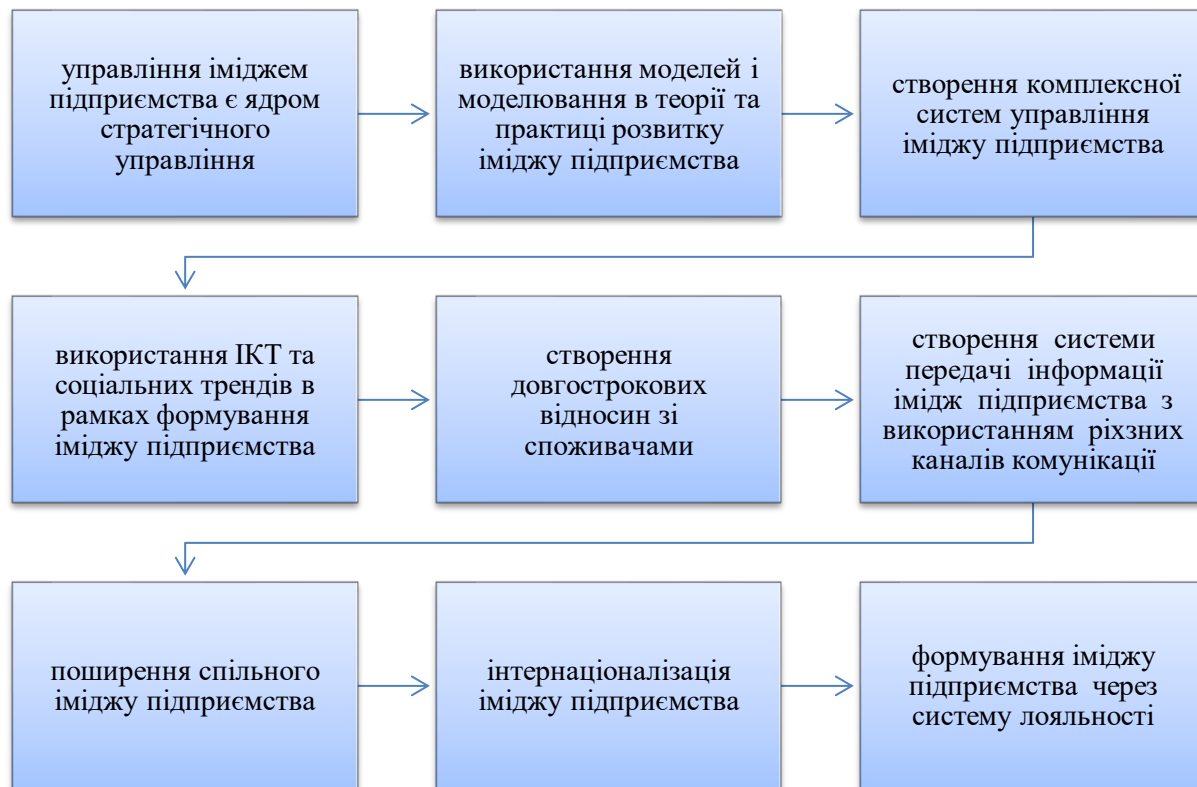 управління іміджем
підприємства є ядром
стратегічного
управління
використання моделей і
моделювання в теорії та
практиці розвитку
іміджу підприємства
створення комплексної
систем управління
іміджу підприємства
використання ІКТ та
соціальних трендів в
рамках формування
іміджу підприємства
створення
довгострокових
відносин зі
споживачами
створення системи
передачі інформації
імідж підприємства з
використанням ріхзних
каналів комунікації
поширення спільного
іміджу підприємства
інтернаціоналізація
іміджу підприємства
формування іміджу
підприємства через
систему лояльності